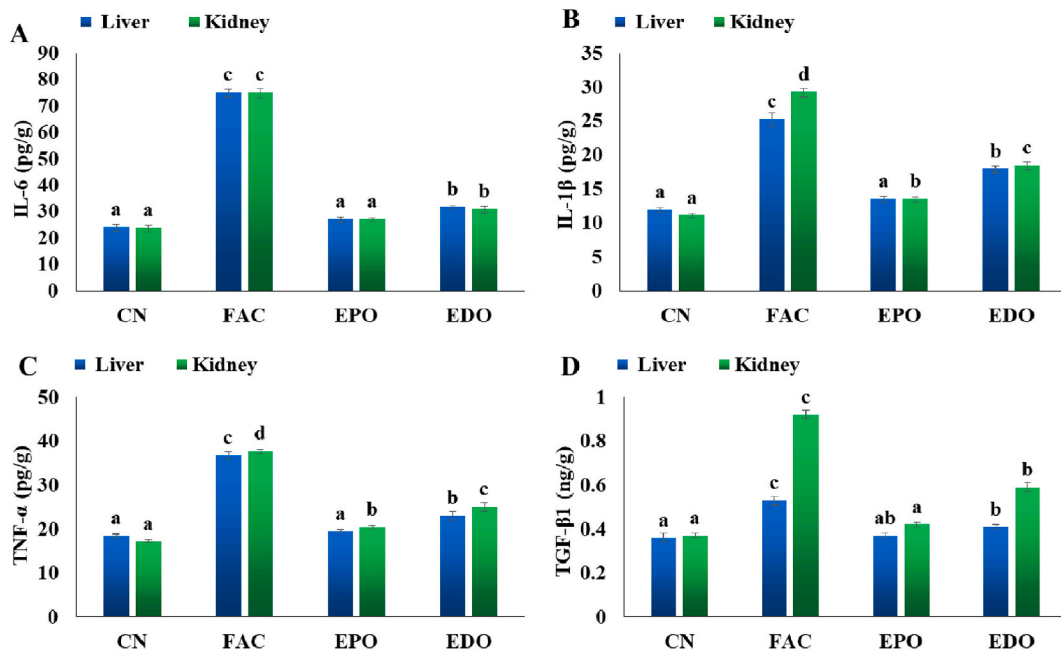 A
Liver Kidney
IL-6 (pg/g)
90
80
70
60
50
40
30
20
10
0
a a c c a a b b
CN FAC EPO EDO
B
Liver Kidney
IL-1β (pg/g)
35
30
25
20
15
10
5
0
a a c d a b b c
CN FAC EPO EDO
C
Liver Kidney
TNF-α (pg/g)
50
40
30
20
10
0
a a c d a b b c
CN FAC EPO EDO
D
Liver Kidney
TGF-β1 (ng/g)
1
0.8
0.6
0.4
0.2
0
a a c c ab a b b
CN FAC EPO EDO